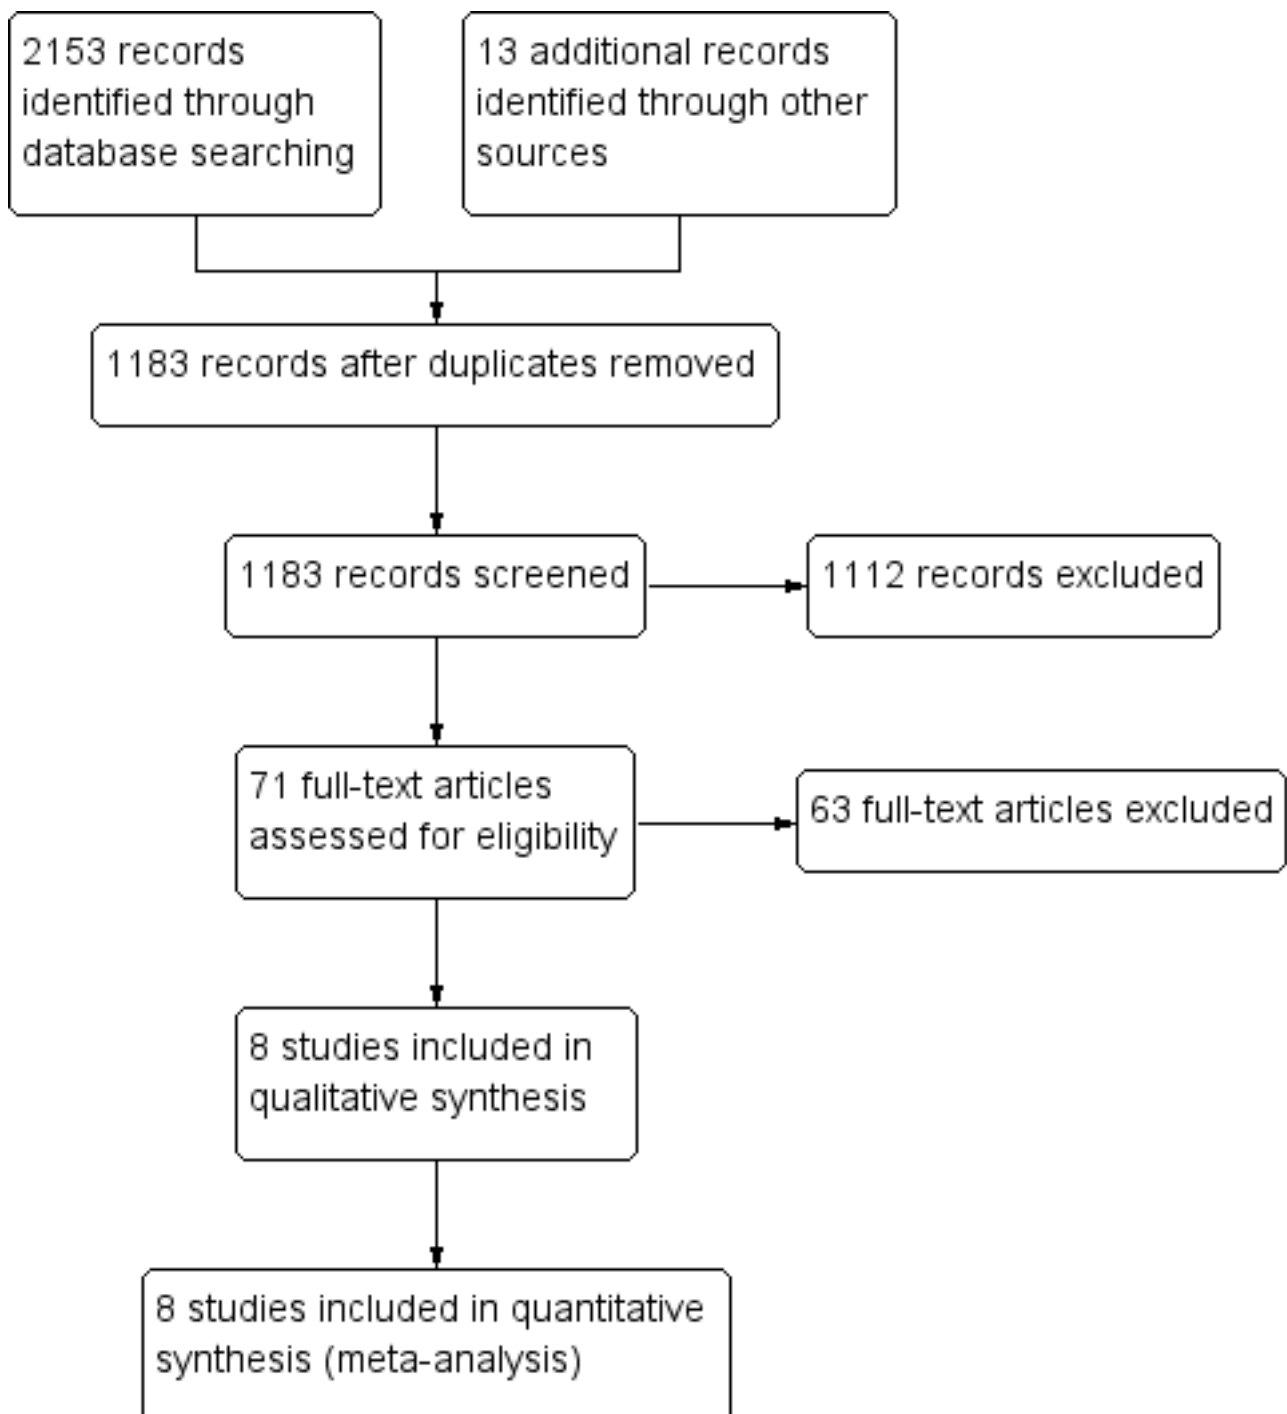 2153 records
identified through
database searching
13 additional records
identified through other
sources
1183 records after duplicates removed
1183 records screened
1112 records excluded
71 full-text articles
assessed for eligibility
63 full-text articles excluded
8 studies included in
qualitative synthesis
8 studies included in quantitative
synthesis (meta-analysis)